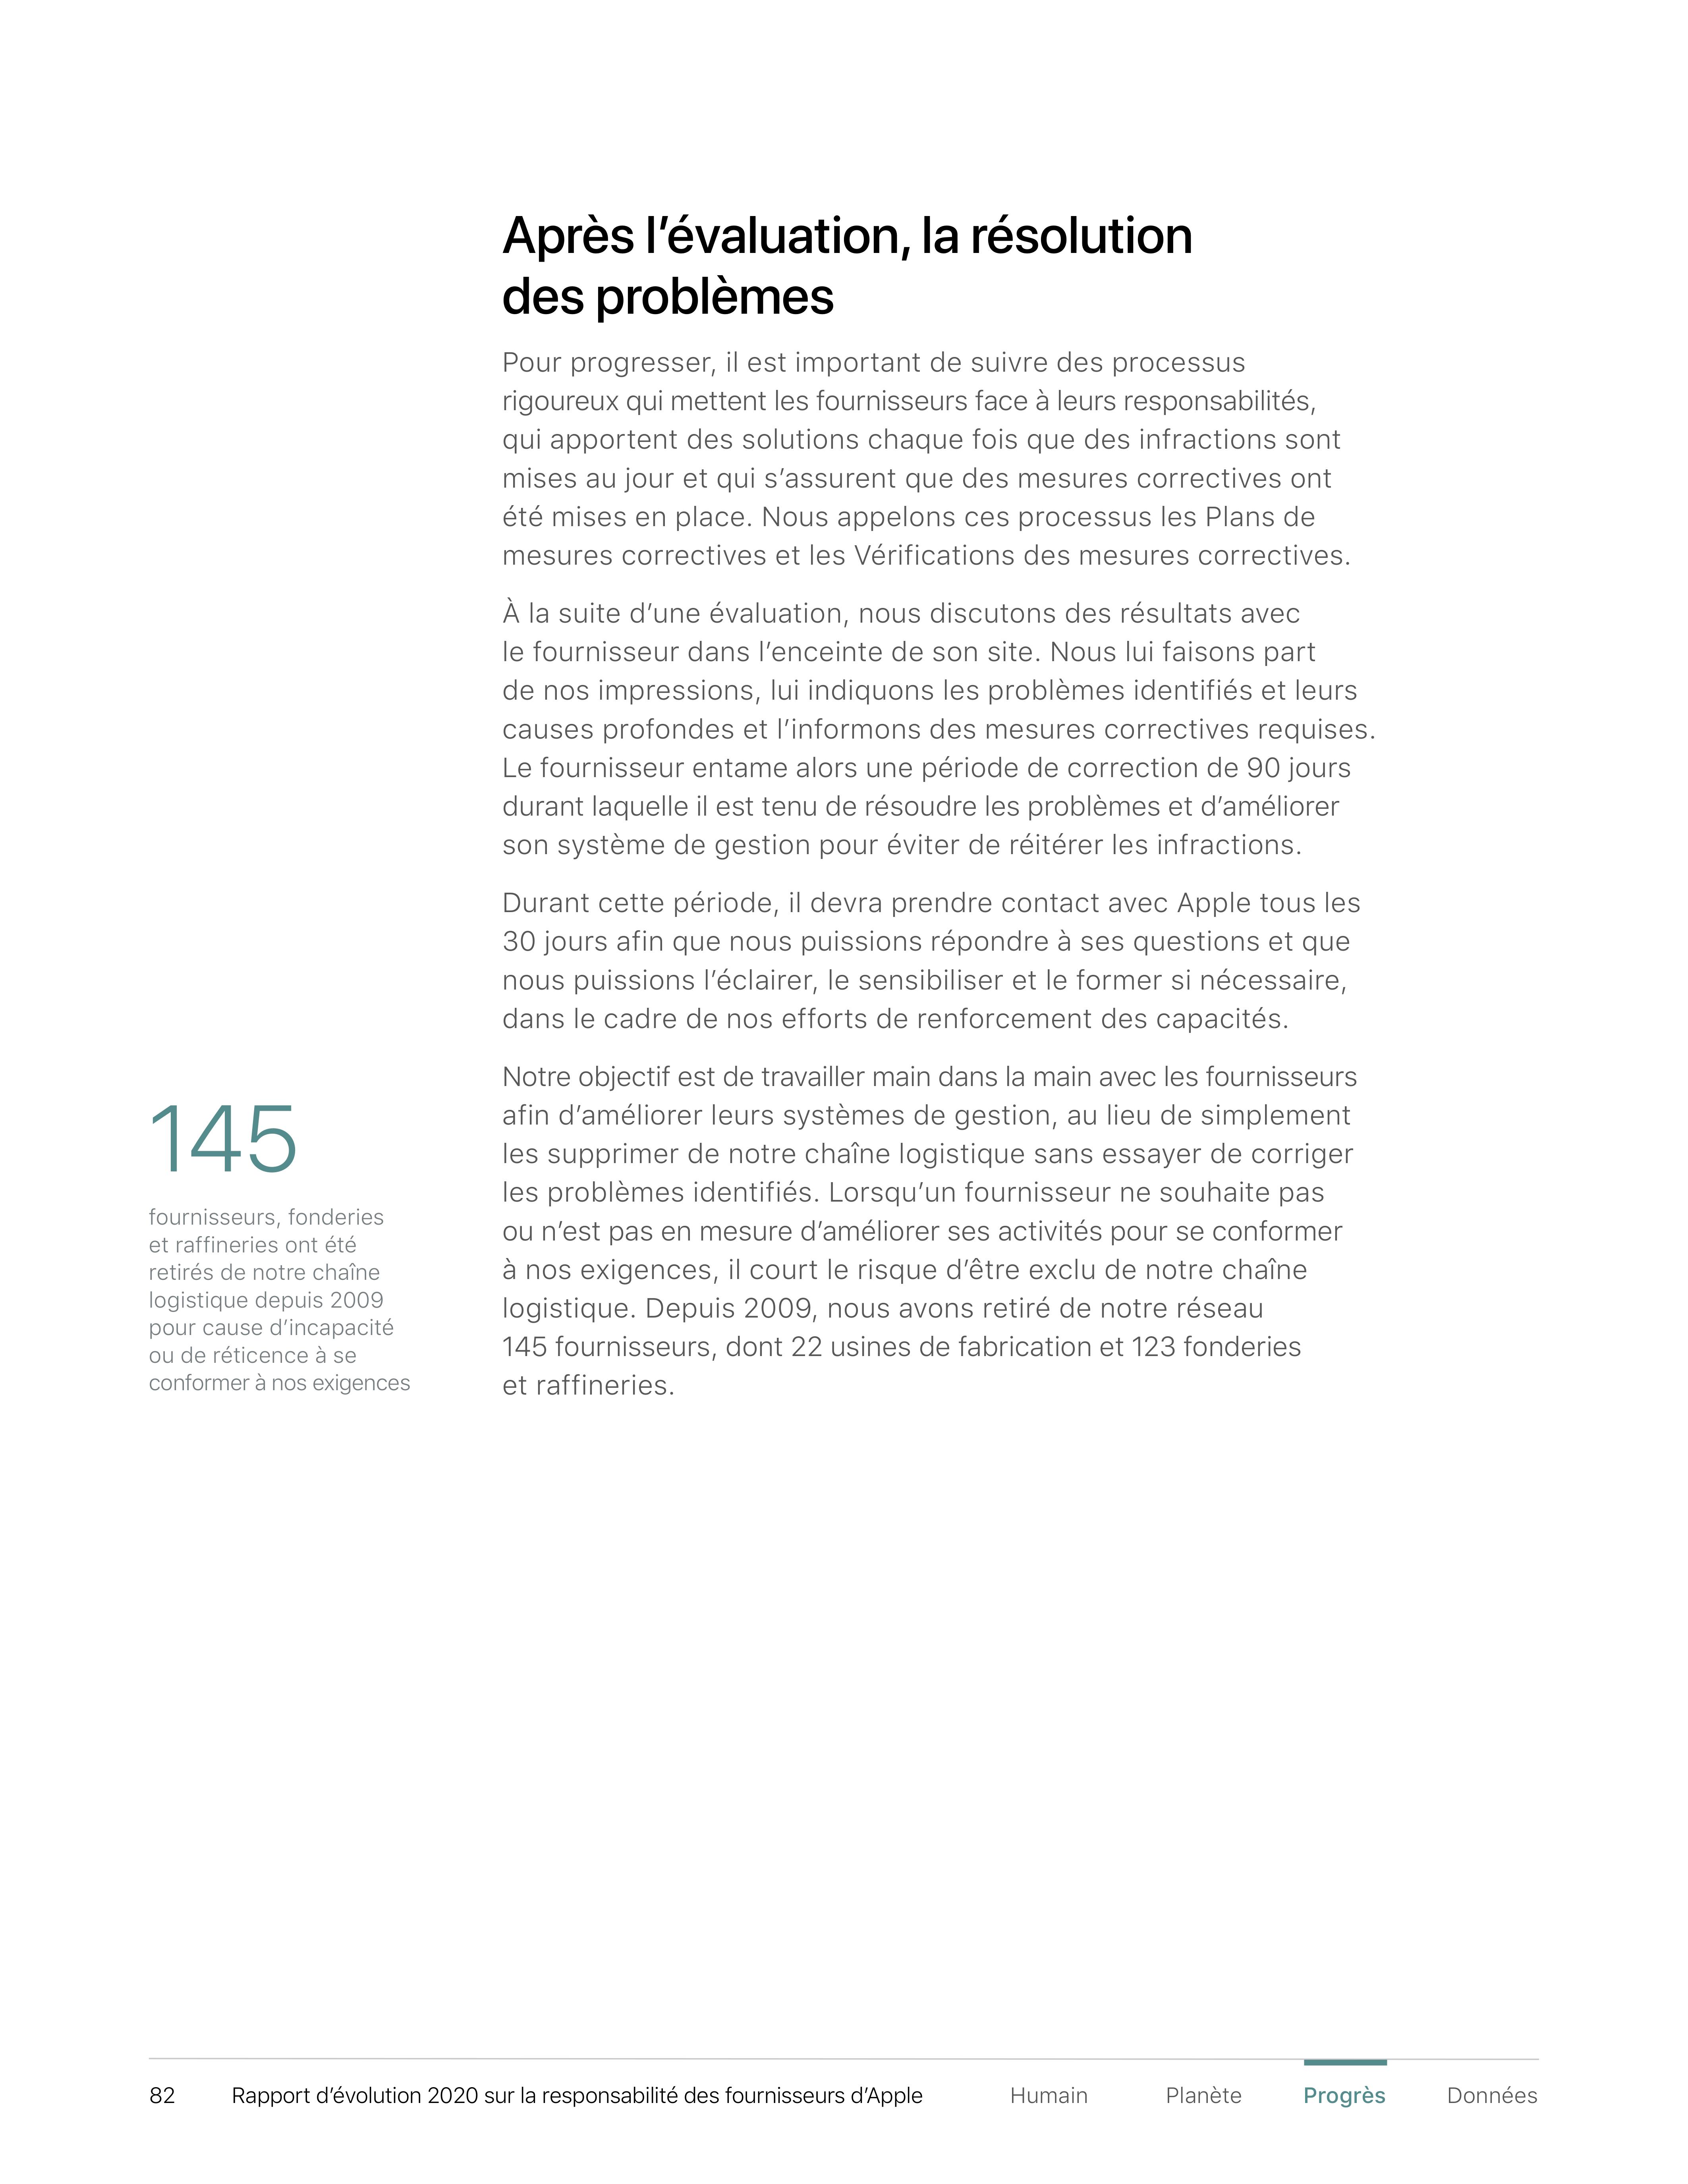 Après l’évaluation, la résolution
des problèmes
Pour progresser, il est important de suivre des processus
rigoureux qui mettent les fournisseurs face à leurs responsabilités,
qui apportent des solutions chaque fois que des infractions sont
mises au jour et qui s’assurent que des mesures correctives ont
été mises en place. Nous appelons ces processus les Plans de
mesures correctives et les Vérifications des mesures correctives.
À la suite d’une évaluation, nous discutons des résultats avec
le fournisseur dans l’enceinte de son site. Nous lui faisons part
de nos impressions, lui indiquons les problèmes identifiés et leurs
causes profondes et l’informons des mesures correctives requises.
Le fournisseur entame alors une période de correction de 90 jours
durant laquelle il est tenu de résoudre les problèmes et d’améliorer
son système de gestion pour éviter de réitérer les infractions.
Durant cette période, il devra prendre contact avec Apple tous les
30 jours afin que nous puissions répondre à ses questions et que
nous puissions l’éclairer, le sensibiliser et le former si nécessaire,
dans le cadre de nos efforts de renforcement des capacités.
Notre objectif est de travailler main dans la main avec les fournisseurs
afin d’améliorer leurs systèmes de gestion, au lieu de simplement
les supprimer de notre chaîne logistique sans essayer de corriger
les problèmes identifiés. Lorsqu’un fournisseur ne souhaite pas
ou n’est pas en mesure d’améliorer ses activités pour se conformer
à nos exigences, il court le risque d’être exclu de notre chaîne
logistique. Depuis 2009, nous avons retiré de notre réseau
145 fournisseurs, dont 22 usines de fabrication et 123 fonderies
et raffineries.
145
fournisseurs, fonderies
et raffineries ont été
retirés de notre chaîne
logistique depuis 2009
pour cause d’incapacité
ou de réticence à se
conformer à nos exigences
82 Rapport d’évolution 2020 sur la responsabilité des fournisseurs d’Apple Humain Planète Progrès Données